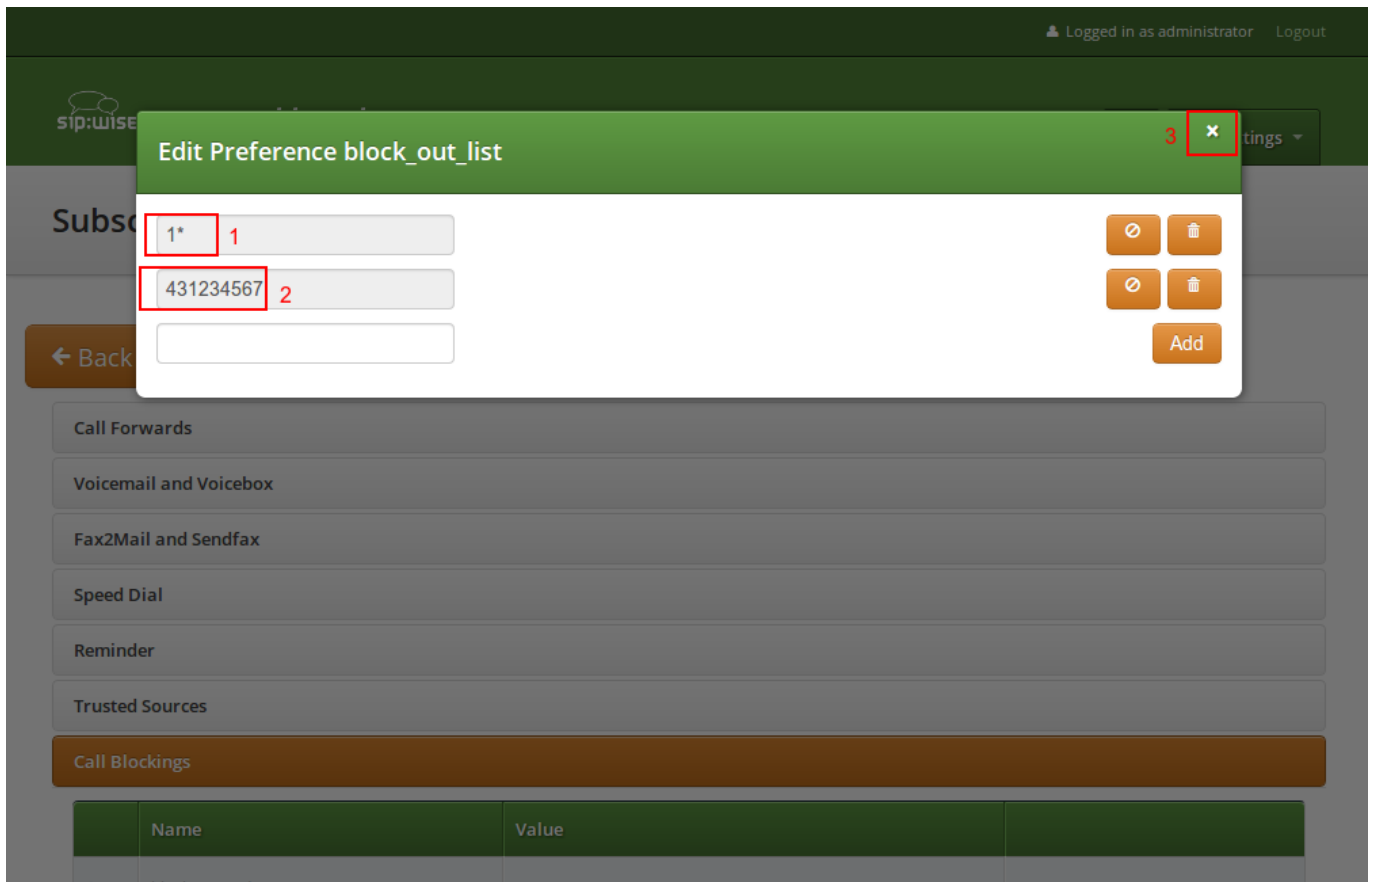 Logged in as administrator Logout
sip:wise
tings
Edit Preference block_out_list
3
Subsc
1*
1
431234567
2
Back
Add
Call Forwards
Voicemail and Voicebox
Fax2Mail and Sendfax
Speed Dial
Reminder
Trusted Sources
Call Blockings
Name Value